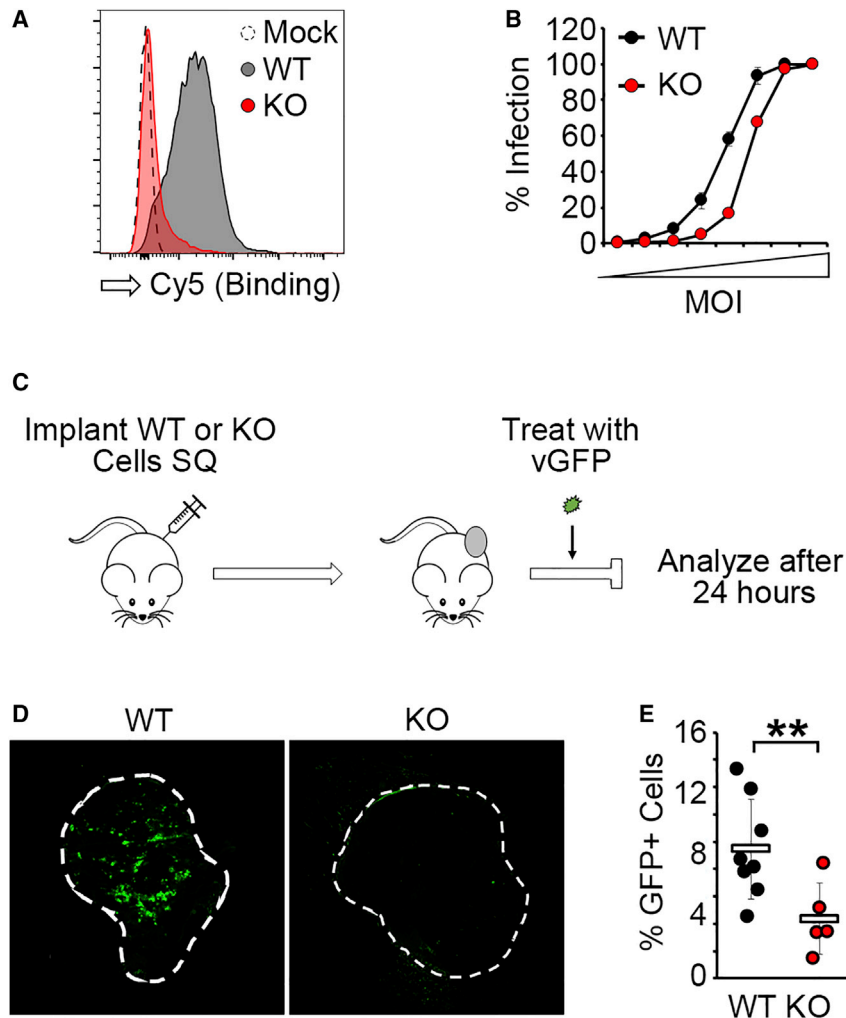 A
Mock
WT
KO
Cy5 (Binding)
B
120
100
80
60
40
20
0
% Infection
WT
KO
MOI
C
Implant WT or KO
Cells SQ
Treat with
vGFP
Analyze after
24 hours
D
WT
KO
E
16
12
8
4
0
% GFP+ Cells
**
WT KO